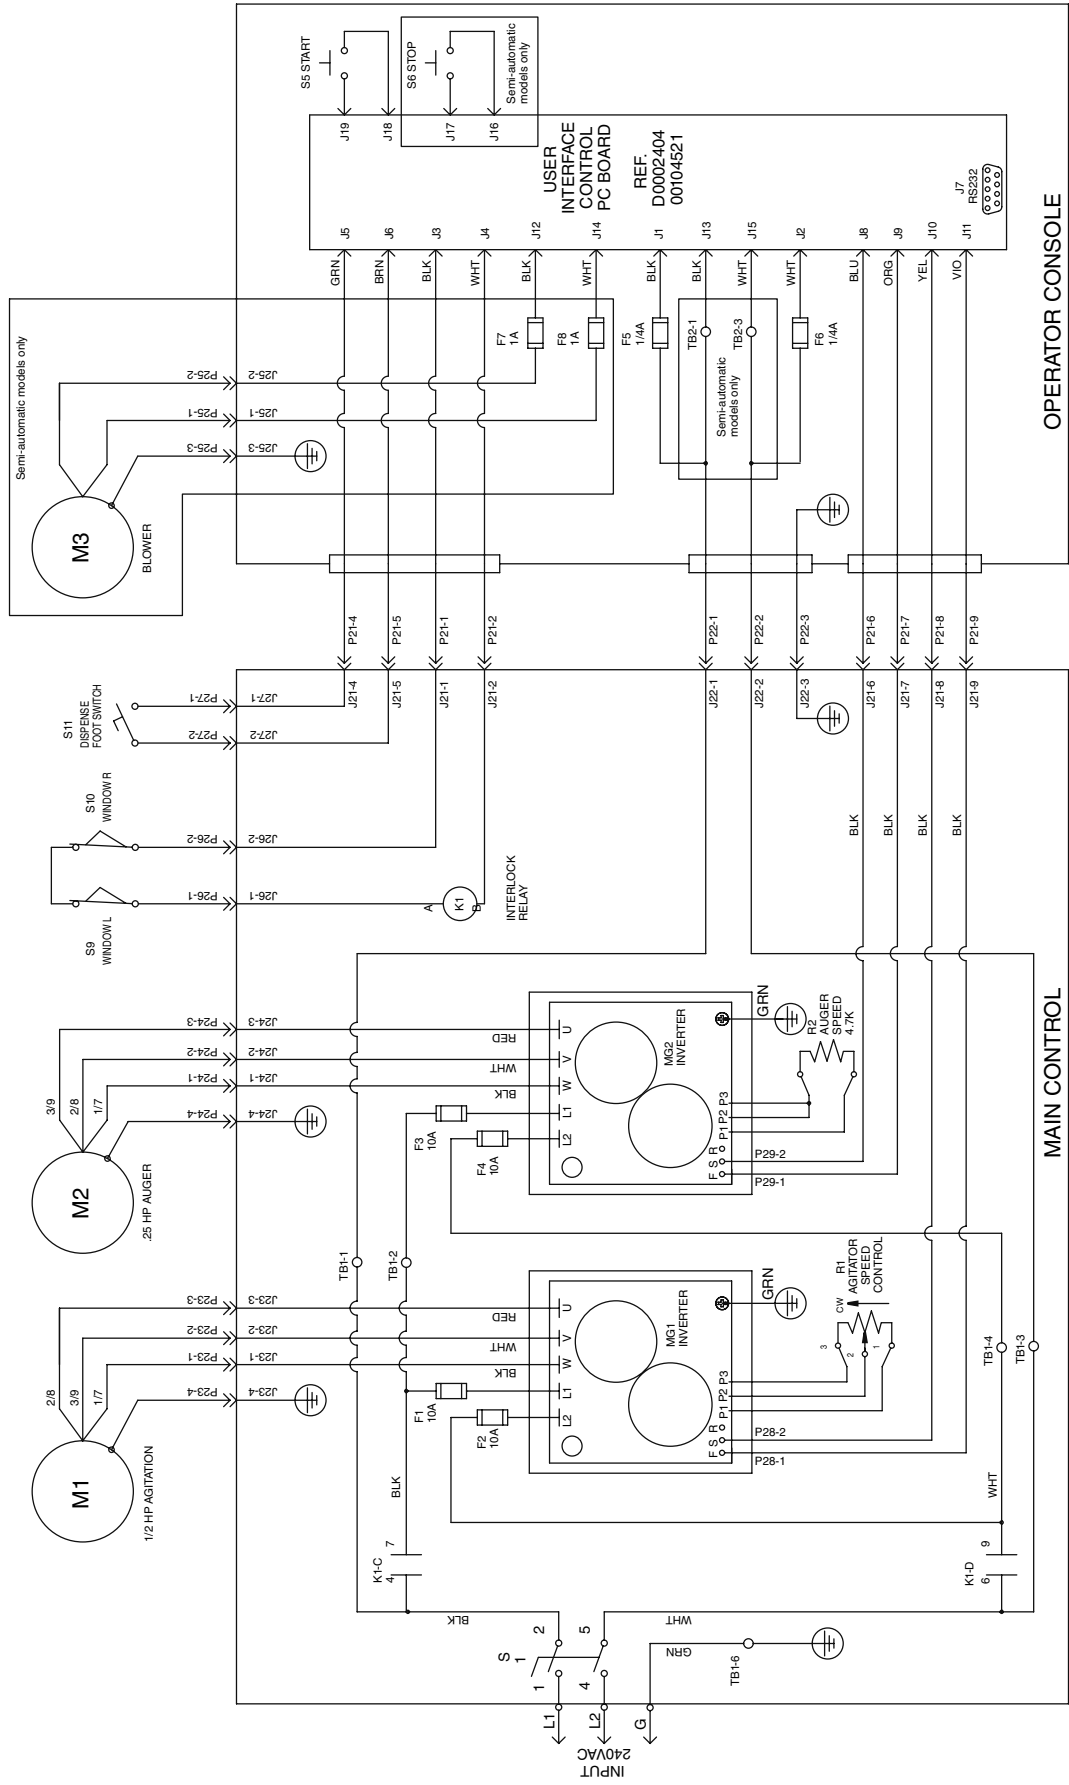 S5 START
S6 STOP
Semi-automatic
models only
J19
J18
J17
J16
USER
INTERFACE
CONTROL
PC BOARD
REF.
D0002404
00104521
J7
RS232
J5
J6
J3
J4
J12
J14
J1
J13
J15
J2
J8
J9
J10
J11
GRN
BRN
BLK
WHT
BLK
WHT
BLK
BLK
WHT
WHT
BLU
ORG
YEL
VIO
F7
1A
F8
1A
F5
1/4A
TB2-1
TB2-3
F6
1/4A
Semi-automatic
models only
OPERATOR CONSOLE
Semi-automatic models only
P25-2
J25-2
P25-1
J25-1
P25-3
J25-3
M3
BLOWER
P21-4
P21-5
P21-1
P21-2
P22-1
P22-2
P22-3
P21-6
P21-7
P21-8
P21-9
J21-4
J21-5
J21-1
J21-2
J22-1
J22-2
J22-3
J21-6
J21-7
J21-8
J21-9
S11
DISPENSE
FOOT SWITCH
P27-1
J27-1
P27-2
J27-2
S10
WINDOW R
P26-2
J26-2
S9
WINDOW L
P26-1
J26-1
A
K1
B
INTERLOCK
RELAY
BLK
BLK
BLK
BLK
M2
.25 HP AUGER
3/9
2/8
1/7
P24-3
J24-3
P24-2
J24-2
P24-1
J24-1
P24-4
J24-4
RED
WHT
BLK
U
V
W
L1
L2
F3
10A
F4
10A
MG2
INVERTER
GRN
R2
AUGER
SPEED
4.7K
F S R P1 P2 P3
P29-2
P29-1
MAIN CONTROL
M1
1/2 HP AGITATION
2/8
3/9
1/7
P23-3
J23-3
P23-2
J23-2
P23-1
J23-1
P23-4
J23-4
TB1-1
TB1-2
RED
WHT
BLK
U
V
W
L1
L2
F1
10A
F2
10A
MG1
INVERTER
GRN
R1
AGITATOR
SPEED
CONTROL
CW
3
2
1
F S R P1 P2 P3
P28-2
P28-1
TB1-4
TB1-3
BLK
WHT
K1-C
4
7
K1-D
6
9
BLK
WHT
S
1
1
2
4
5
GRN
TB1-6
L1
L2
G
INPUT
240VAC